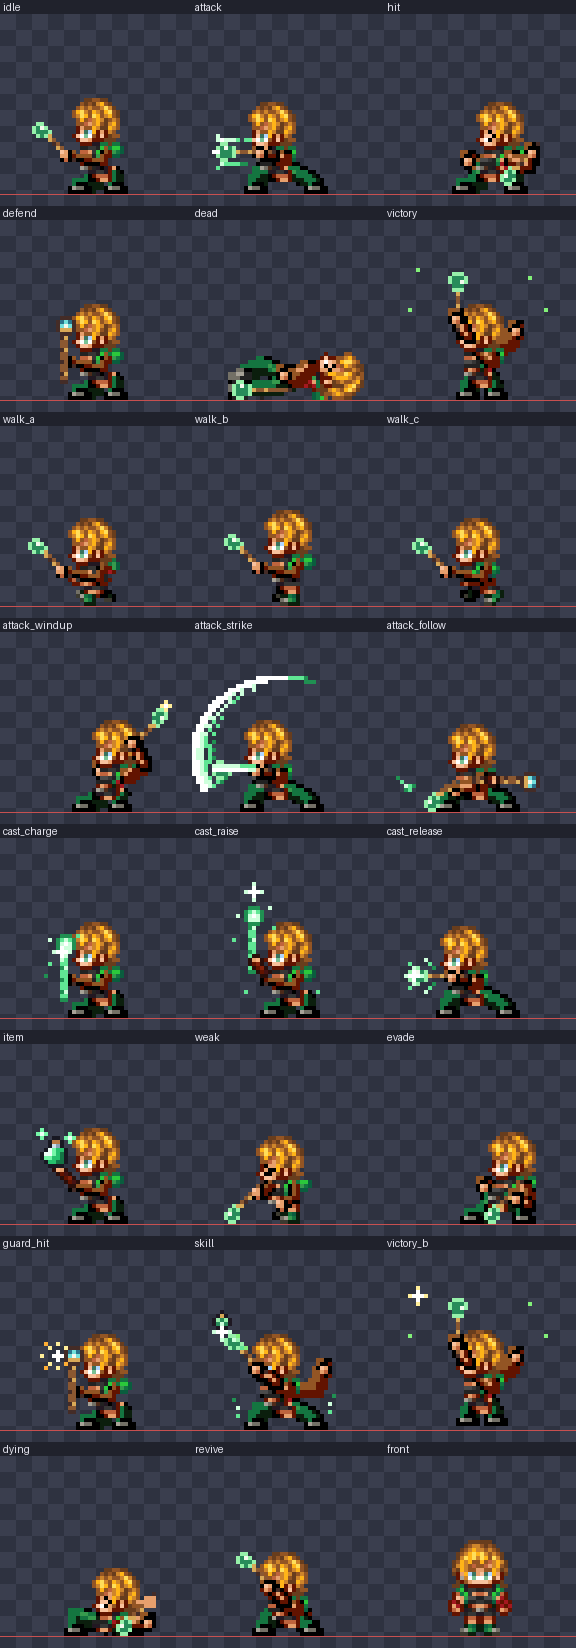 idle attack hit
defend dead victory
walk_a walk_b walk_c
attack_windup attack_strike attack_follow
cast_charge cast_raise cast_release
item weak evade
guard_hit skill victory_b
dying revive front